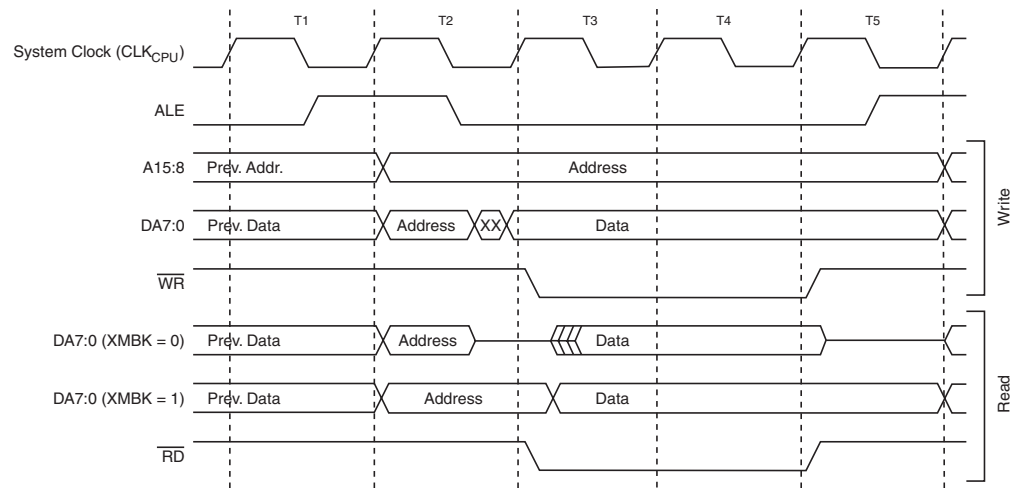 T1 T2 T3 T4 T5
System Clock (CLKCPU)
ALE
A15:8 Prev. Addr. Address
DA7:0 Prev. Data Address XX Data
WR
Write
DA7:0 (XMBK = 0) Prev. Data Address Data
DA7:0 (XMBK = 1) Prev. Data Address Data
RD
Read